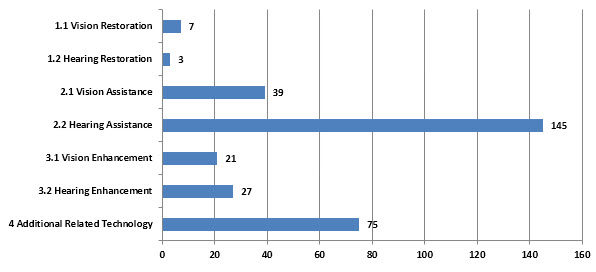 1.1 Vision Restoration 7
1.2 Hearing Restoration 3
2.1 Vision Assistance 39
2.2 Hearing Assistance 145
3.1 Vision Enhancement 21
3.2 Hearing Enhancement 27
4 Additional Related Technology 75
0 20 40 60 80 100 120 140 160